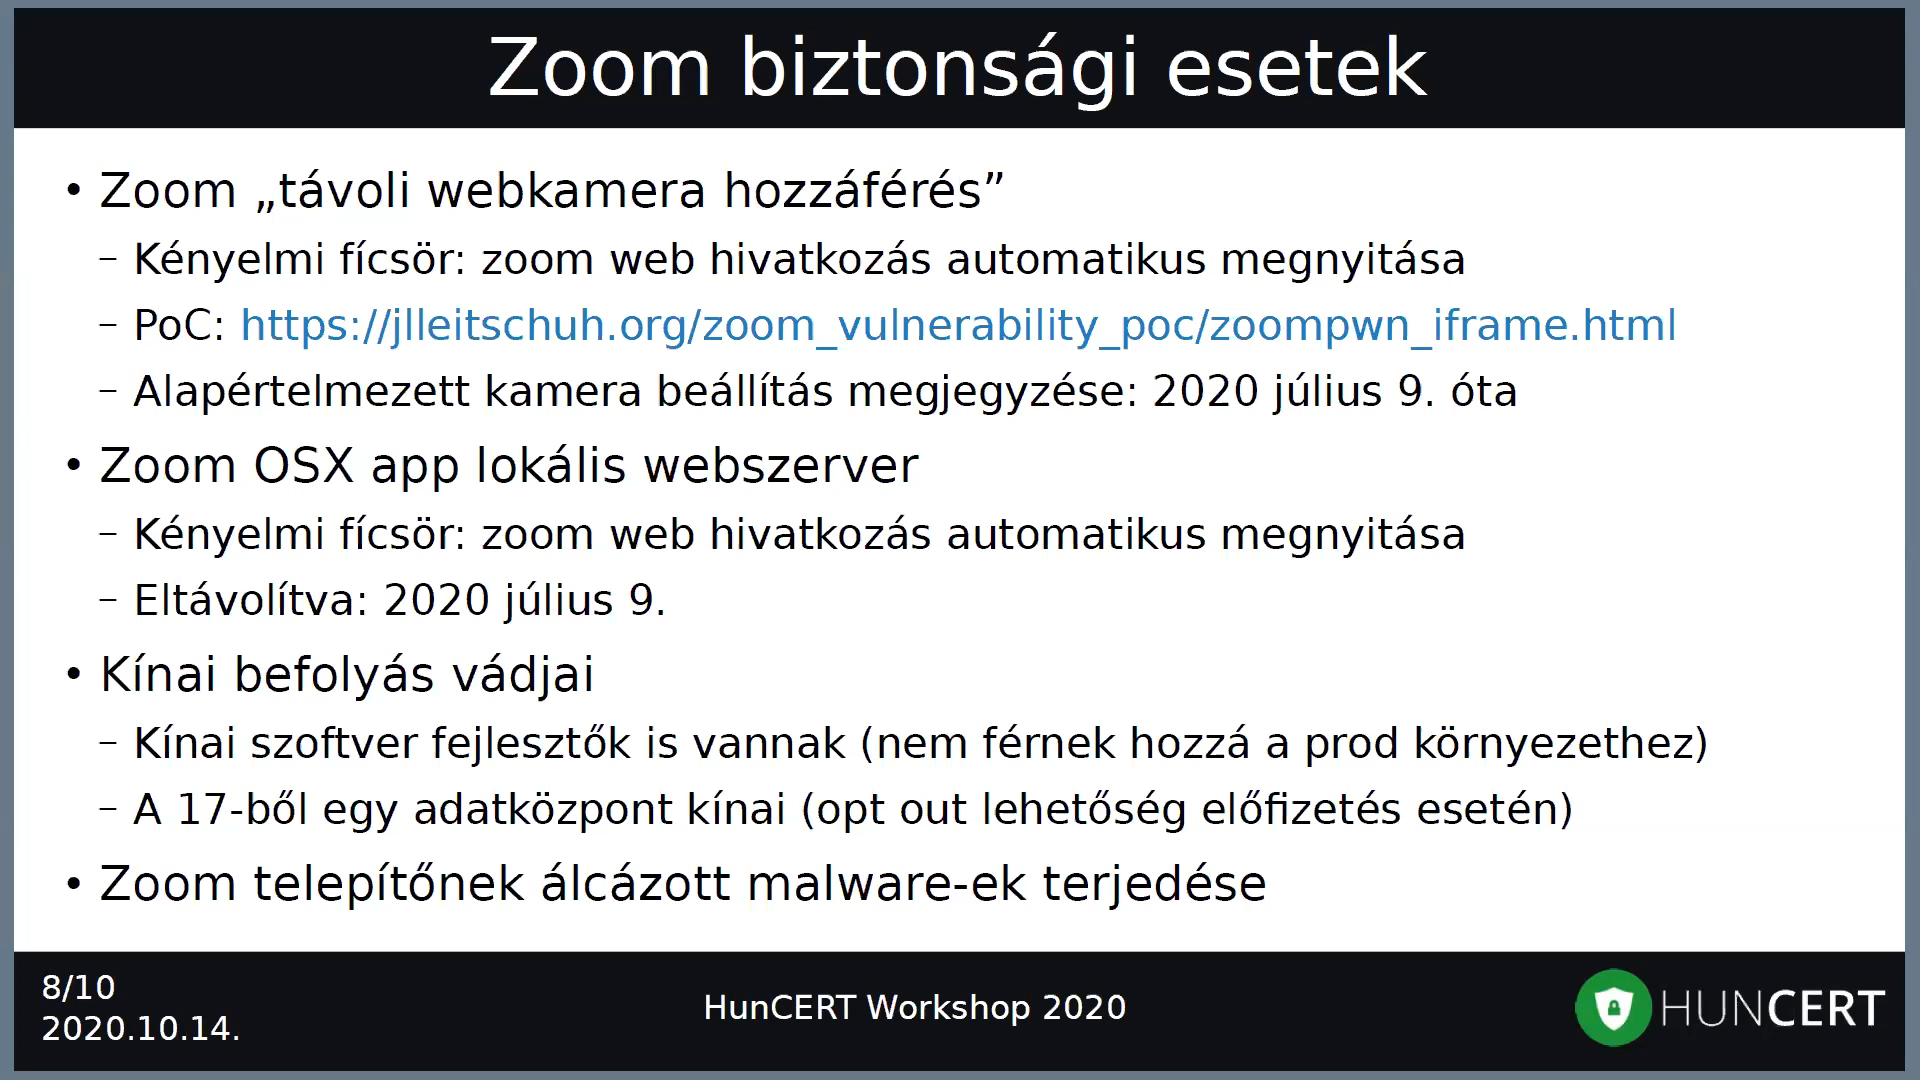 Zoom biztonsági esetek
• Zoom „távoli webkamera hozzáférés”
– Kényelmi fícsör: zoom web hivatkozás automatikus megnyitása
– PoC: https://jlleitschuh.org/zoom_vulnerability_poc/zoompwn_iframe.html
– Alapértelmezett kamera beállítás megjegyzése: 2020 július 9. óta
• Zoom OSX app lokális webszerver
– Kényelmi fícsör: zoom web hivatkozás automatikus megnyitása
– Eltávolítva: 2020 július 9.
• Kínai befolyás vádjai
– Kínai szoftver fejlesztők is vannak (nem férnek hozzá a prod környezethez)
– A 17-ből egy adatközpont kínai (opt out lehetőség előfizetés esetén)
• Zoom telepítőnek álcázott malware-ek terjedése
8/10
2020.10.14.
HunCERT Workshop 2020
HUNCERT